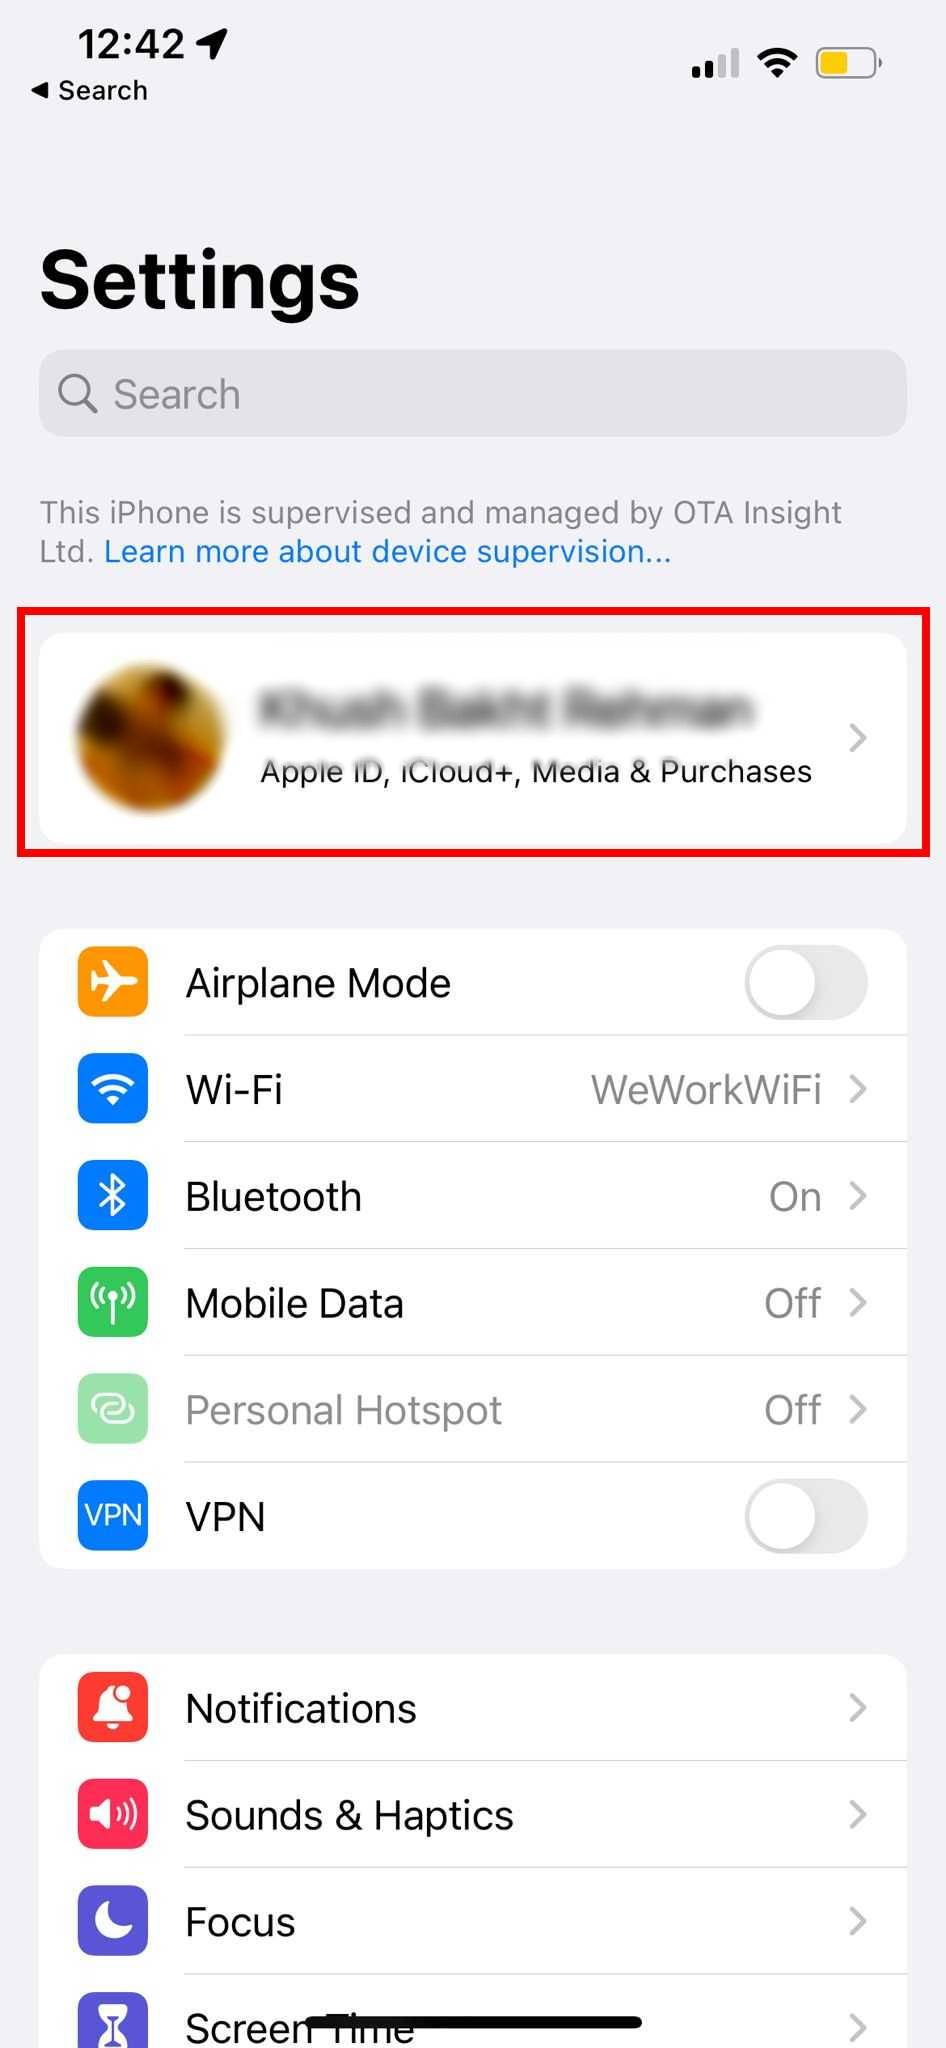 12:42
Search
Settings
Search
This iPhone is supervised and managed by OTA Insight
Ltd. Learn more about device supervision...
Apple ID, iCloud+, Media & Purchases
Airplane Mode
Wi-Fi WeWorkWiFi
Bluetooth On
Mobile Data Off
Personal Hotspot Off
VPN VPN
Notifications
Sounds & Haptics
Focus
Screen Time